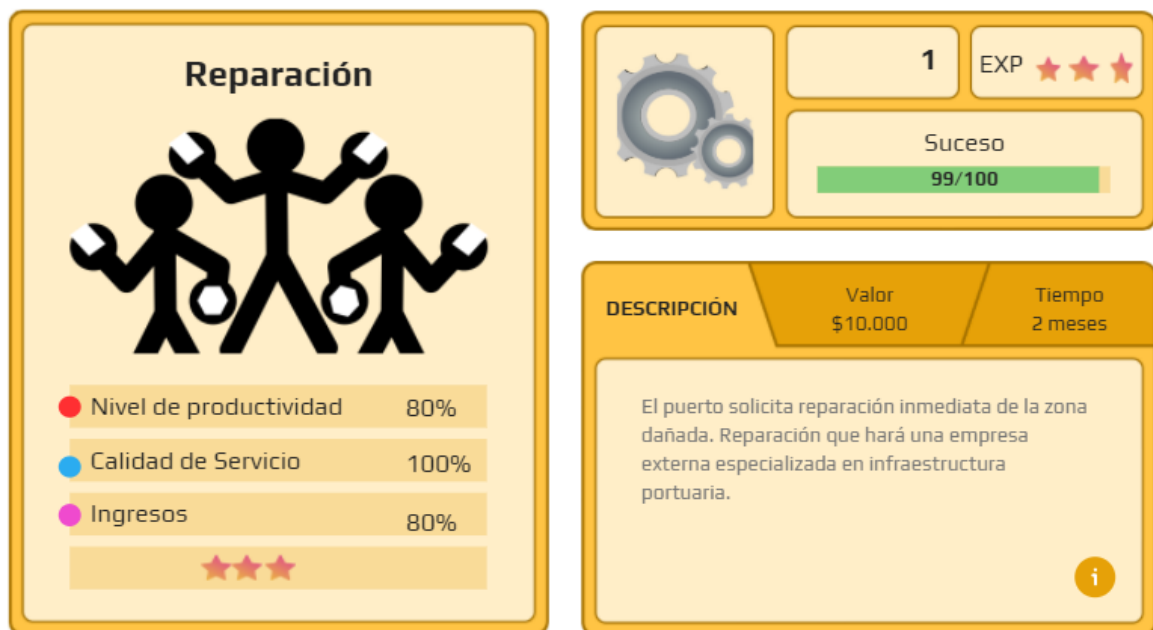 Reparación
Nivel de productividad 80%
Calidad de Servicio 100%
Ingresos 80%
1
EXP
Suceso
99/100
DESCRIPCIÓN
Valor
$10.000
Tiempo
2 meses
El puerto solicita reparación inmediata de la zona
dañada. Reparación que hará una empresa
externa especializada en infraestructura
portuaria.
i